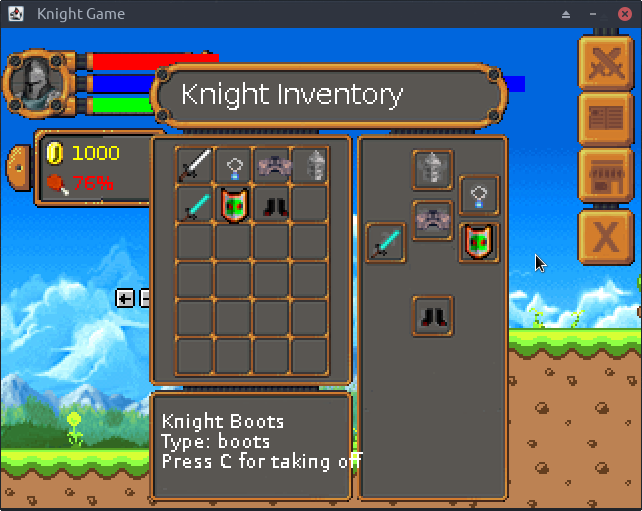 Knight Game
Knight Inventory
1000
76%
X
Knight Boots
Type: boots
Press C for taking off